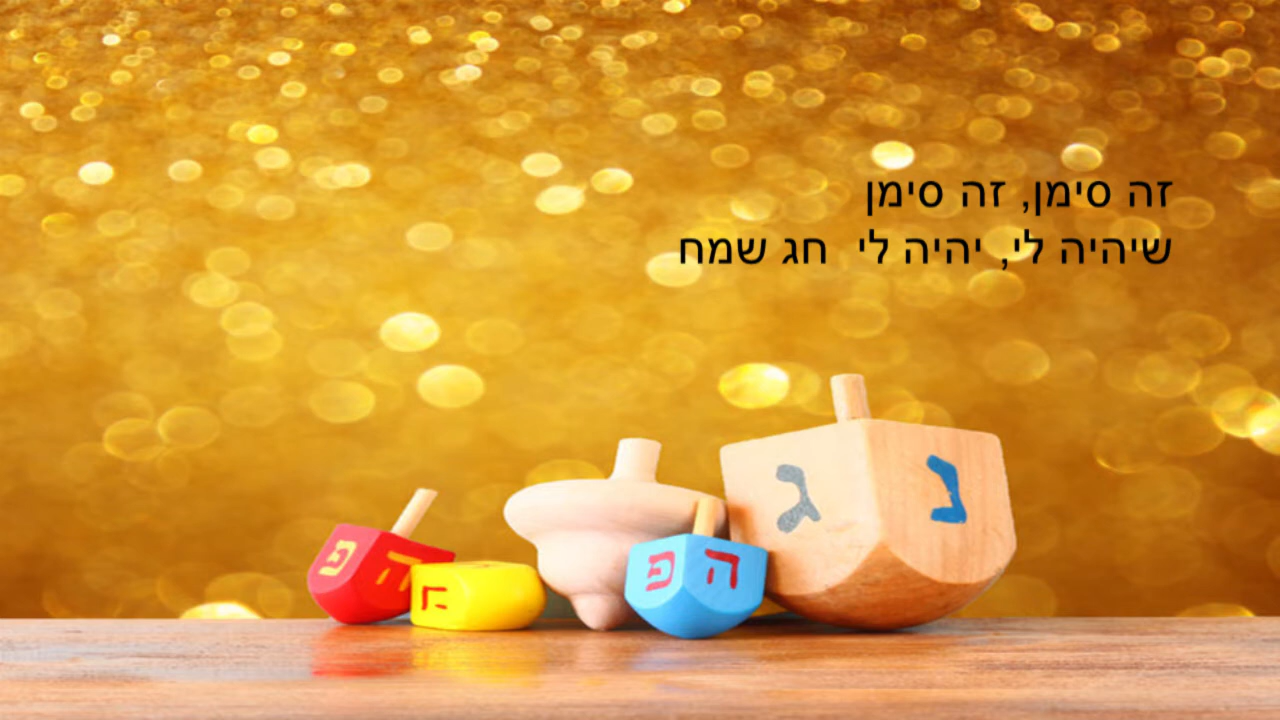 זה סימן, זה סימן
שיהיה לי, יהיה לי  חג שמח
פ
ה
פ
ה
ג
נ